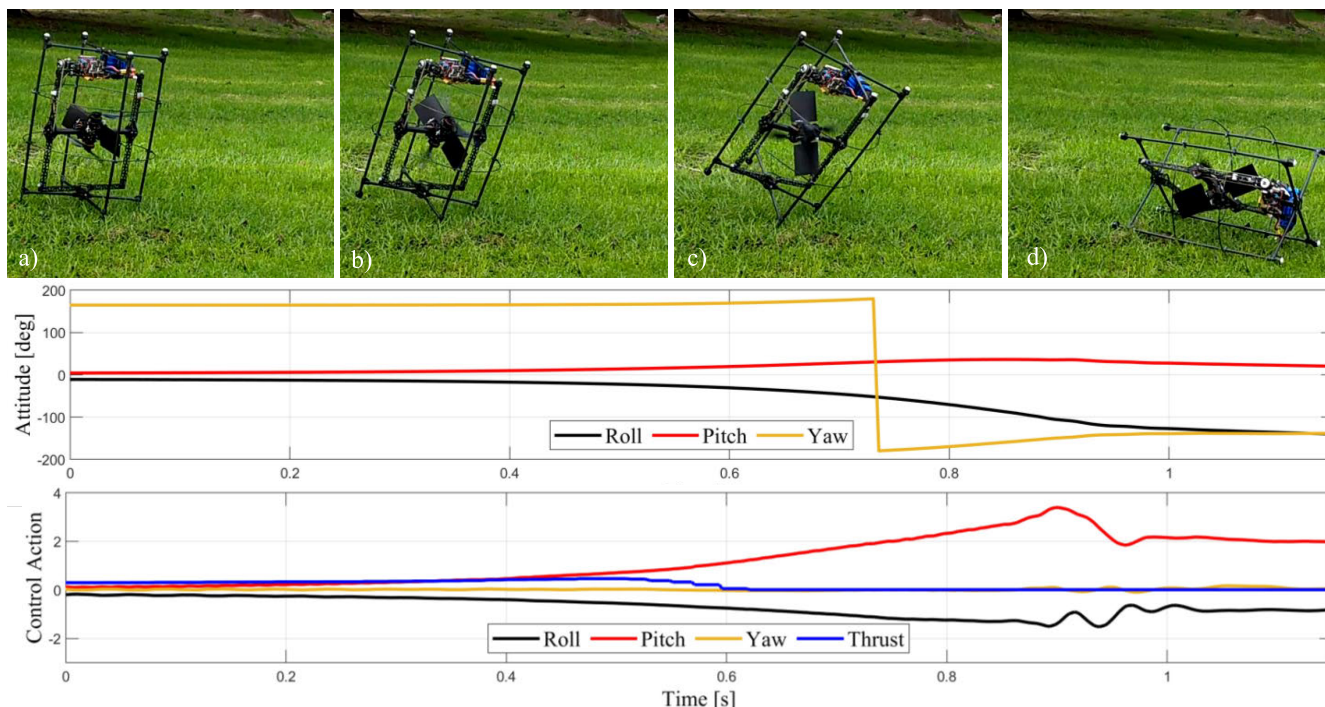 a)
b)
c)
d)
200
100
0
-100
-200
Attitude [deg]
Roll Pitch Yaw
0 0.2 0.4 0.6 0.8 1
4
2
0
-2
Control Action
Roll Pitch Yaw Thrust
0 0.2 0.4 0.6 0.8 1
Time [s]